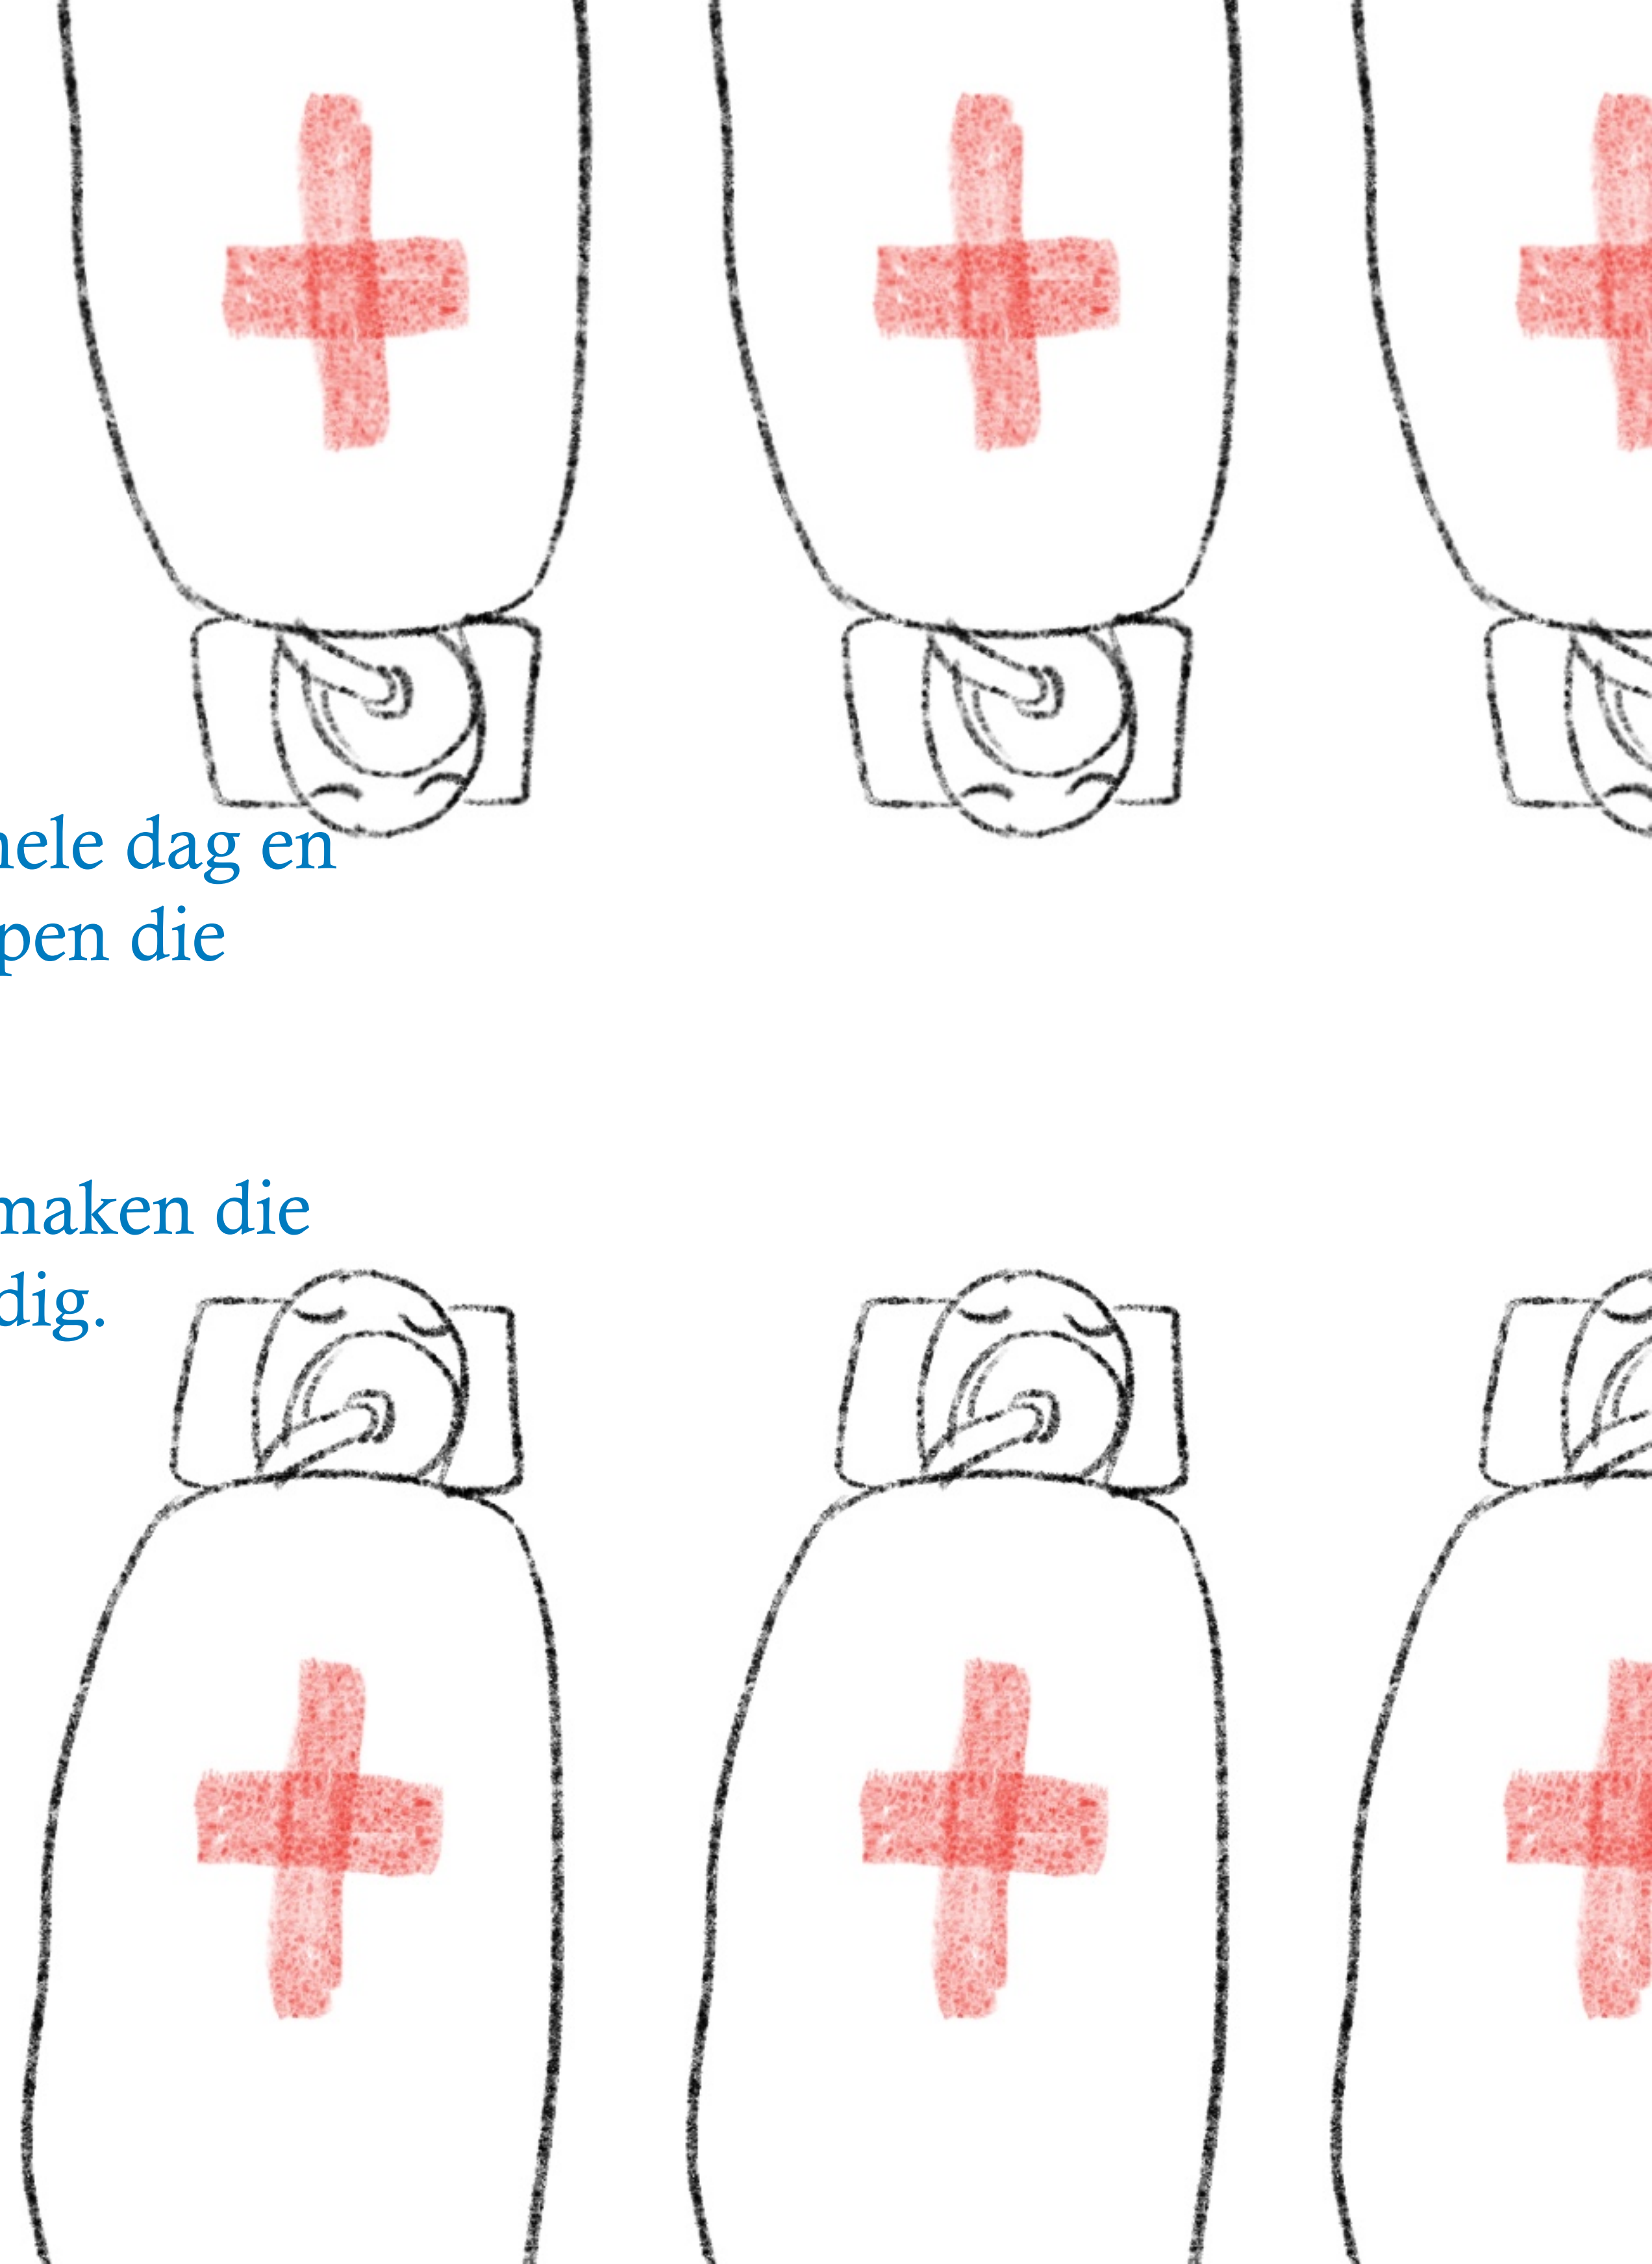 hele dag en
pen die
maken die
dig.